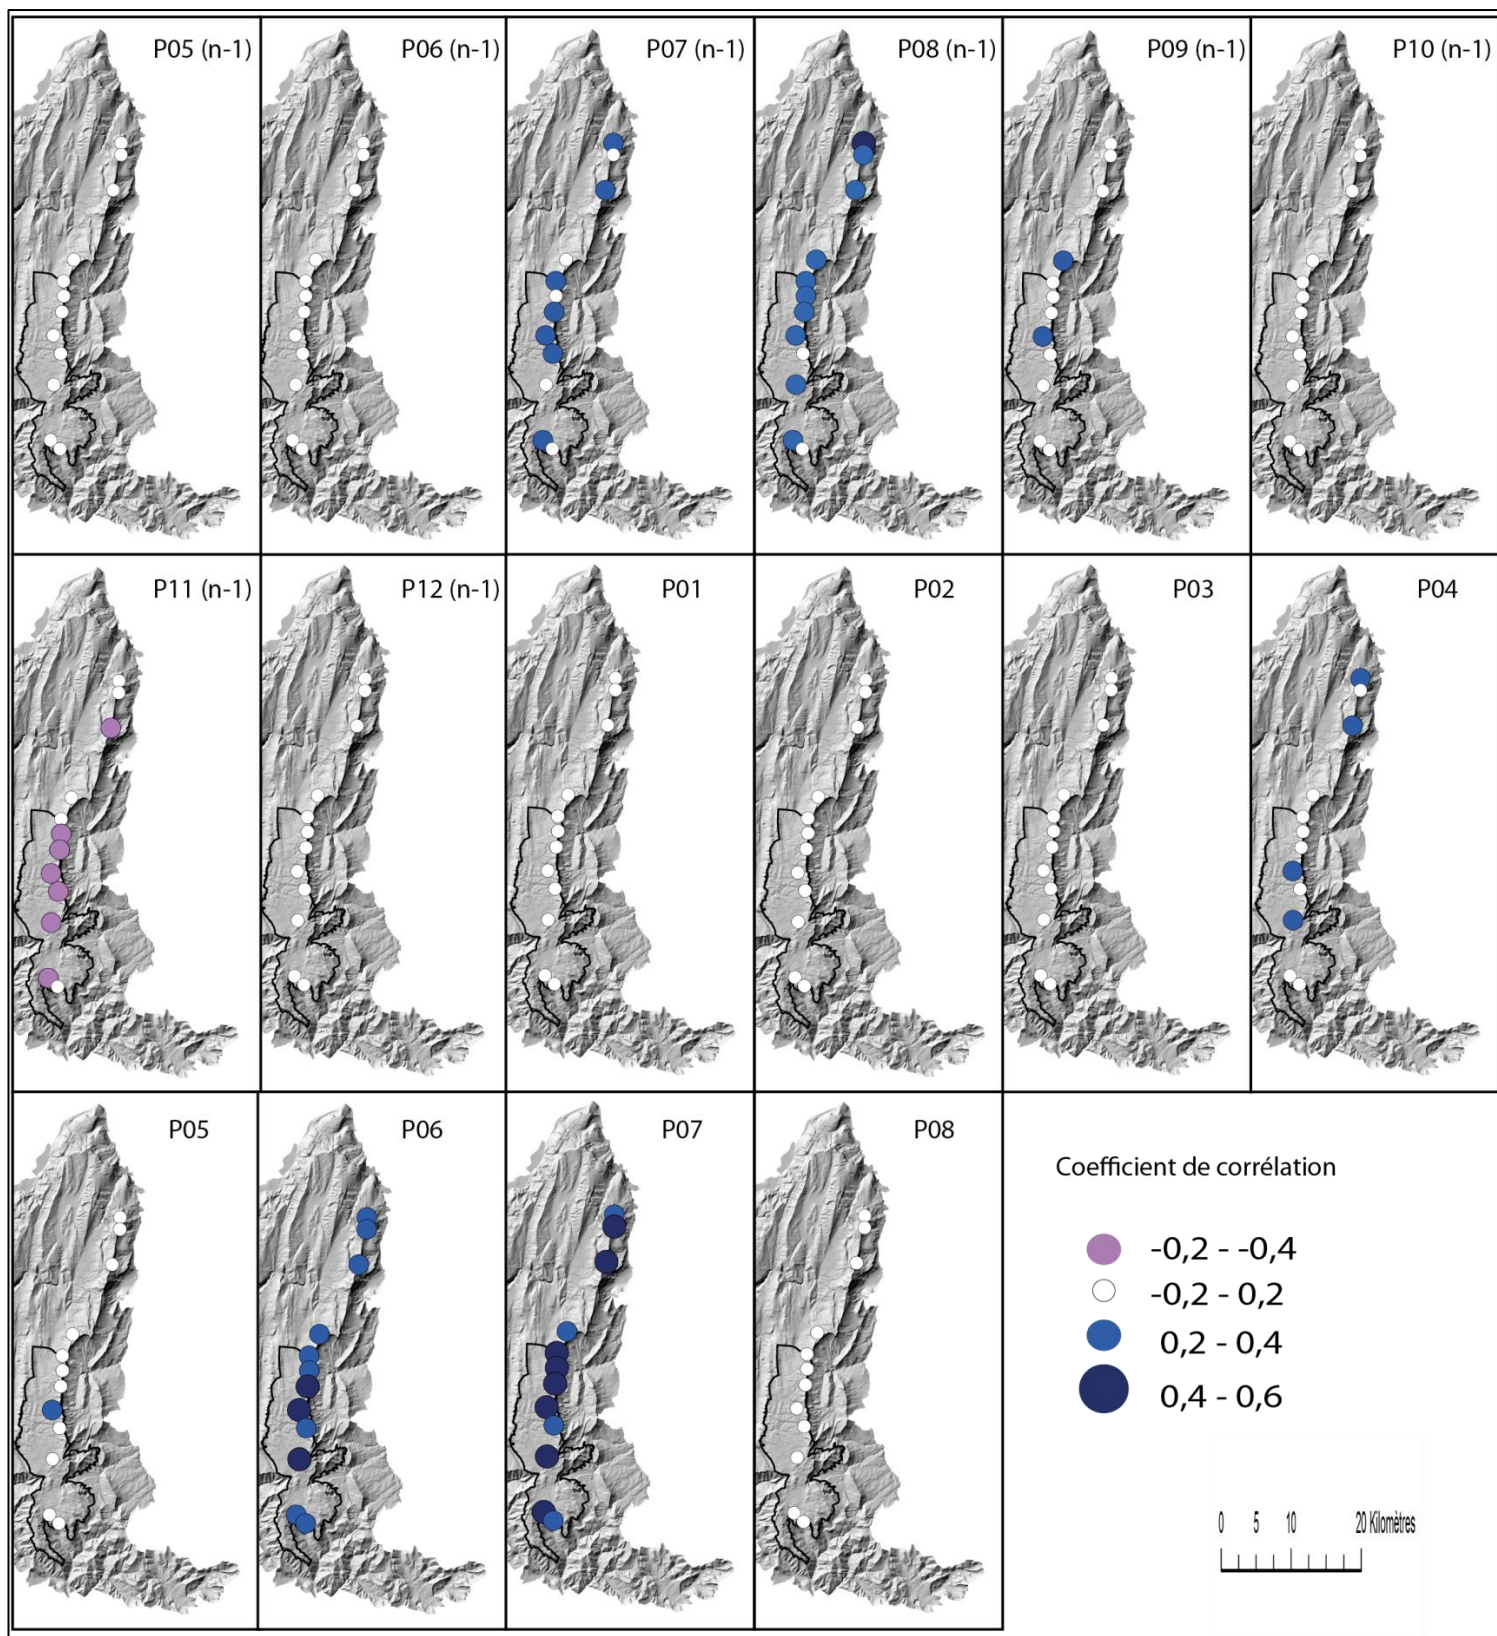 P05 (n-1)
P06 (n-1)
P07 (n-1)
P08 (n-1)
P09 (n-1)
P10 (n-1)
P11 (n-1)
P12 (n-1)
P01
P02
P03
P04
P05
P06
P07
P08
Coefficient de corrélation
-0,2 - -0,4
-0,2 - 0,2
0,2 - 0,4
0,4 - 0,6
0 5 10 20 Kilomètres